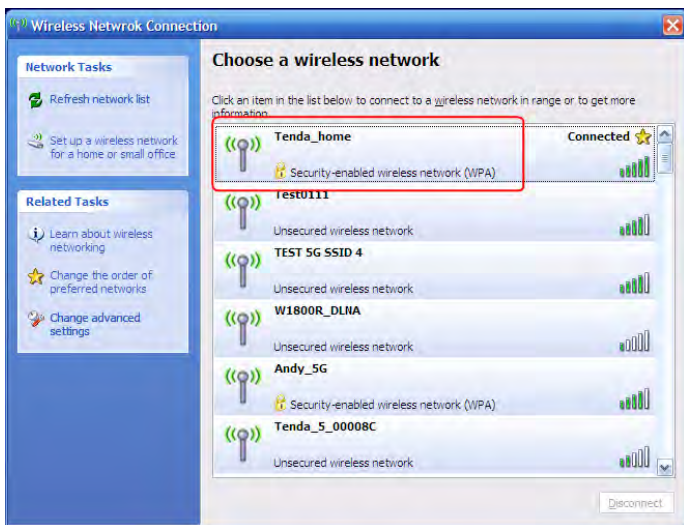 Wireless Netwrok Connection
Network Tasks
Refresh network list
Set up a wireless network
for a home or small office
Related Tasks
Learn about wireless
networking
Change the order of
preferred networks
Change advanced
settings
Choose a wireless network
Click an item in the list below to connect to a wireless network in range or to get more
information.
Tenda_home
Connected
Security-enabled wireless network (WPA)
Test0111
Unsecured wireless network
TEST 5G SSID 4
Unsecured wireless network
W1800R_DLNA
Unsecured wireless network
Andy_5G
Security-enabled wireless network (WPA)
Tenda_5_00008C
Unsecured wireless network
Disconnect